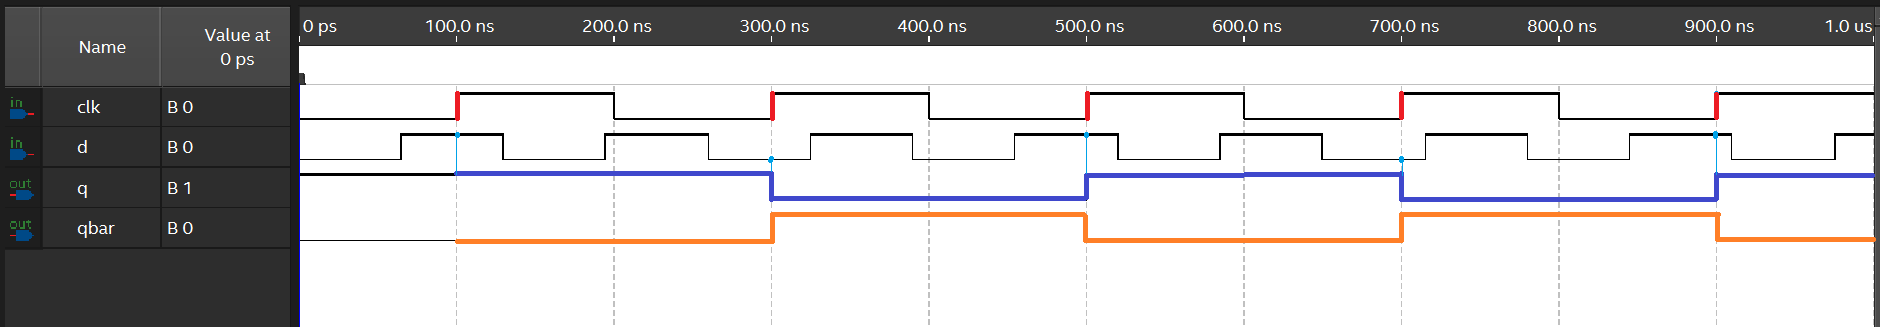 Name
Value at
0 ps
0 ps 100.0 ns 200.0 ns 300.0 ns 400.0 ns 500.0 ns 600.0 ns 700.0 ns 800.0 ns 900.0 ns 1.0 us
in clk B 0
in d B 0
out q B 1
out qbar B 0